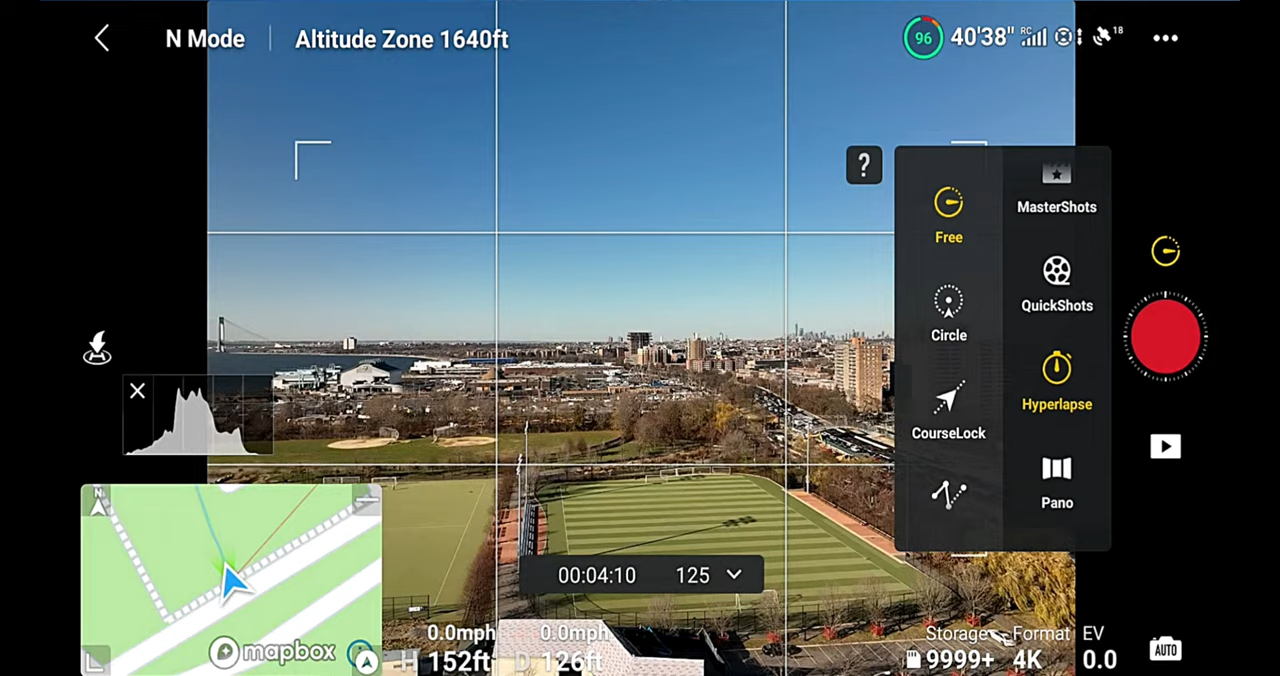 N Mode
Altitude Zone 1640ft
96
40'38"
RC
18
?
Free
MasterShots
Circle
QuickShots
CourseLock
Hyperlapse
Pano
N
mapbox
00:04:10 125
0.0mph 0.0mph
H 152ft D 126ft
Storage Format EV
9999+ 4K 0.0
AUTO